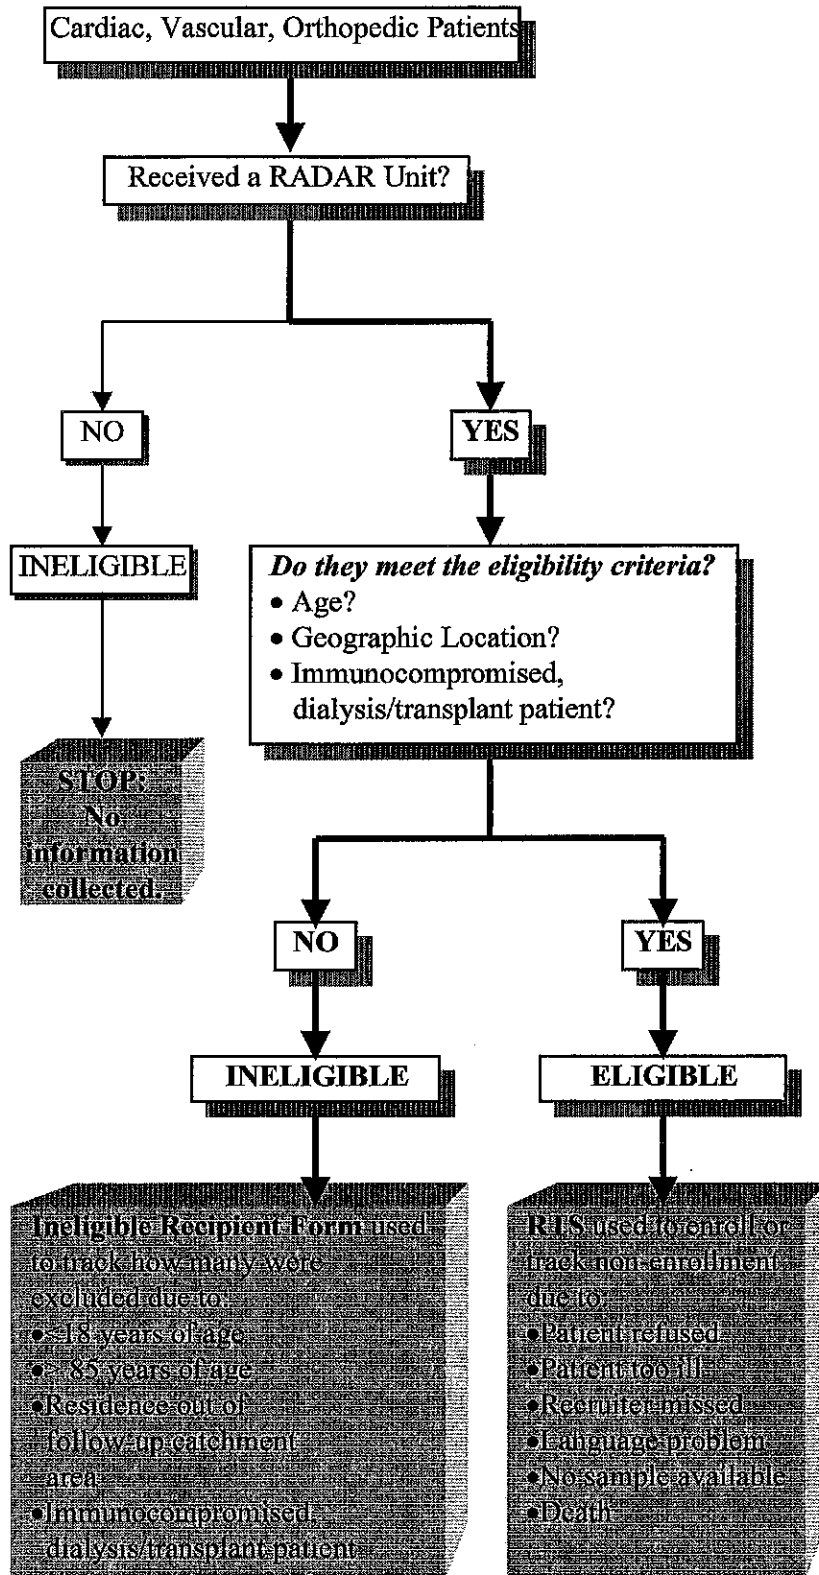 Cardiac, Vascular, Orthopedic Patients
Received a RADAR Unit?
NO
YES
INELIGIBLE
Do they meet the eligibility criteria?
• Age?
• Geographic Location?
• Immunocompromised,
dialysis/transplant patient?
STOP:
No
information
collected.
NO
YES
INELIGIBLE
ELIGIBLE
Ineligible Recipient Form used
to track how many were
excluded due to:
•<18 years of age
•> 85 years of age
•Residence out of
follow-up catchment
area
•Immunocompromised,
dialysis/transplant patient
RTS used to enroll or
track non-enrollment
due to:
•Patient refused
•Patient too ill
•Recruiter missed
•Language problem
•No sample available
•Death